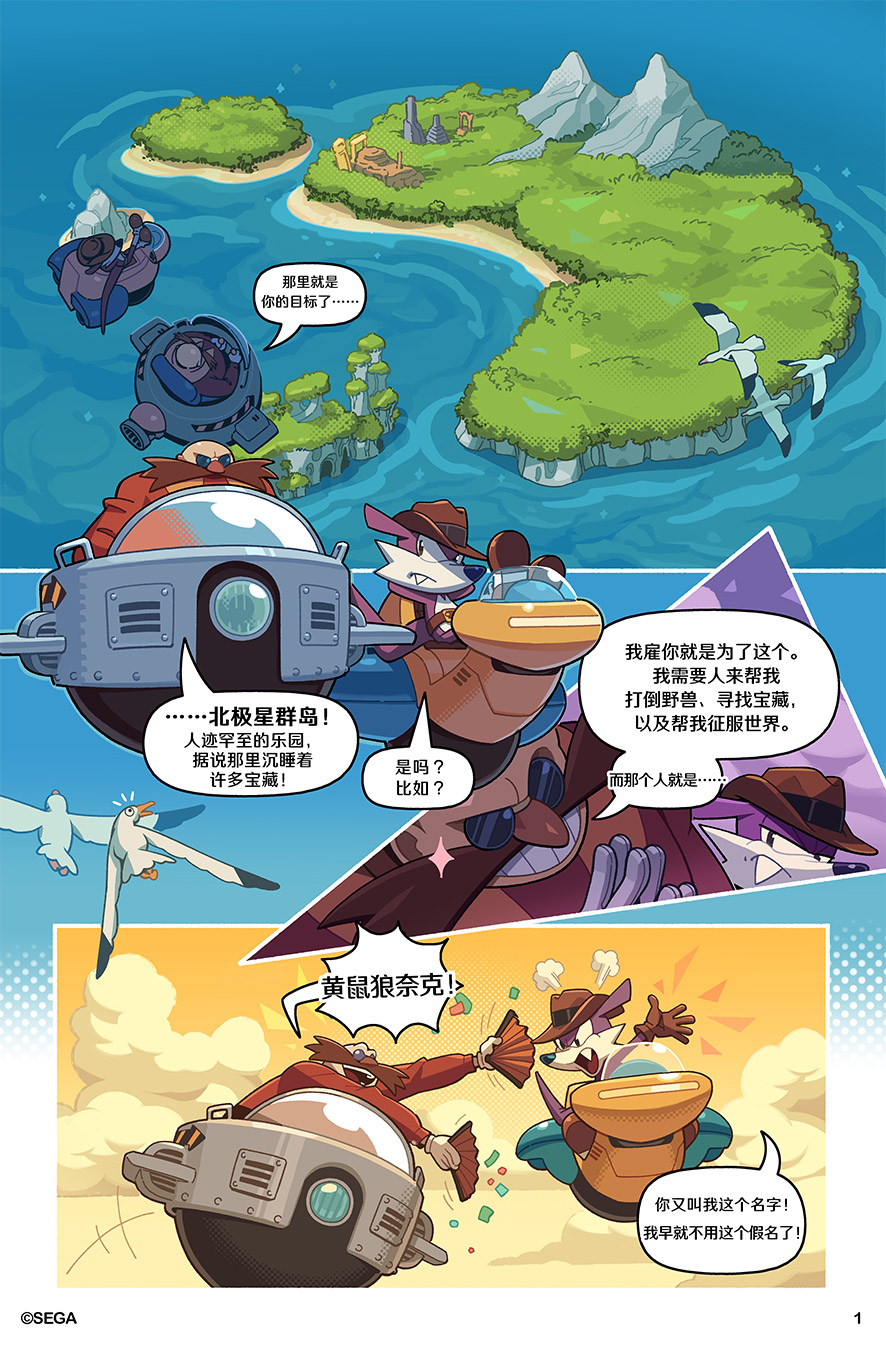 那里就是
你的目标了……
……北极星群岛！
人迹罕至的乐园，
据说那里沉睡着
许多宝藏！
是吗？
比如？
我雇你就是为了这个。
我需要人来帮我
打倒野兽、寻找宝藏，
以及帮我征服世界。
而那个人就是……
黄鼠狼奈克！
你又叫我这个名字！
我早就不用这个假名了！
©SEGA
1